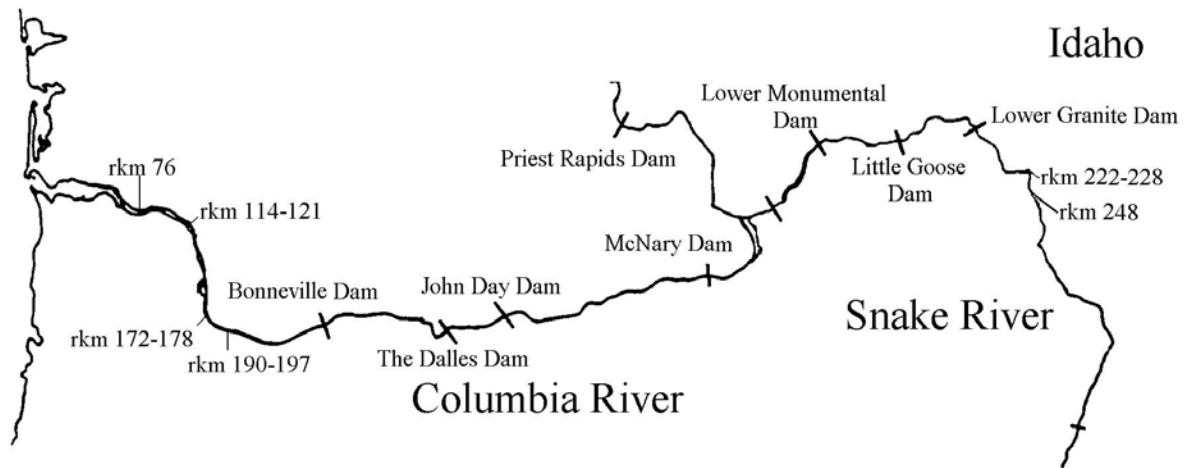 Idaho
Lower Monumental
Dam
Lower Granite Dam
Priest Rapids Dam
Little Goose
Dam
rkm 76
rkm 222-228
rkm 114-121
rkm 248
McNary Dam
Bonneville Dam
John Day Dam
Snake River
rkm 172-178
rkm 190-197
The Dalles Dam
Columbia River